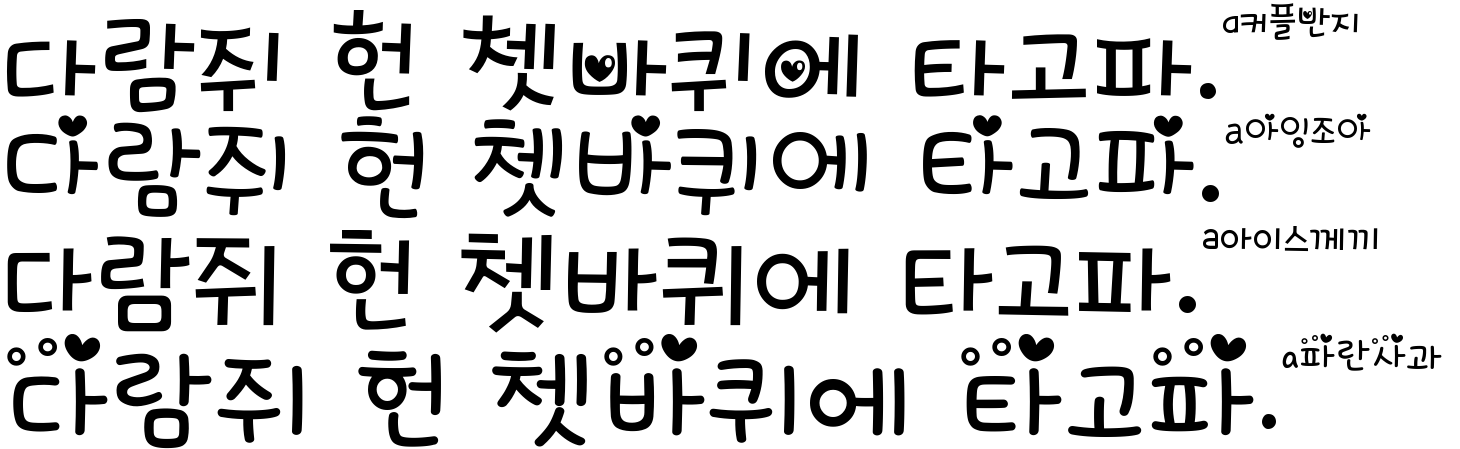 다람쥐 헌 쳇바퀴에 타고파. a커플반지
다람쥐 헌 쳇바퀴에 타고파. a아잉조아
다람쥐 헌 쳇바퀴에 타고파. a아이스께끼
다람쥐 헌 쳇바퀴에 타고파. a파란사과